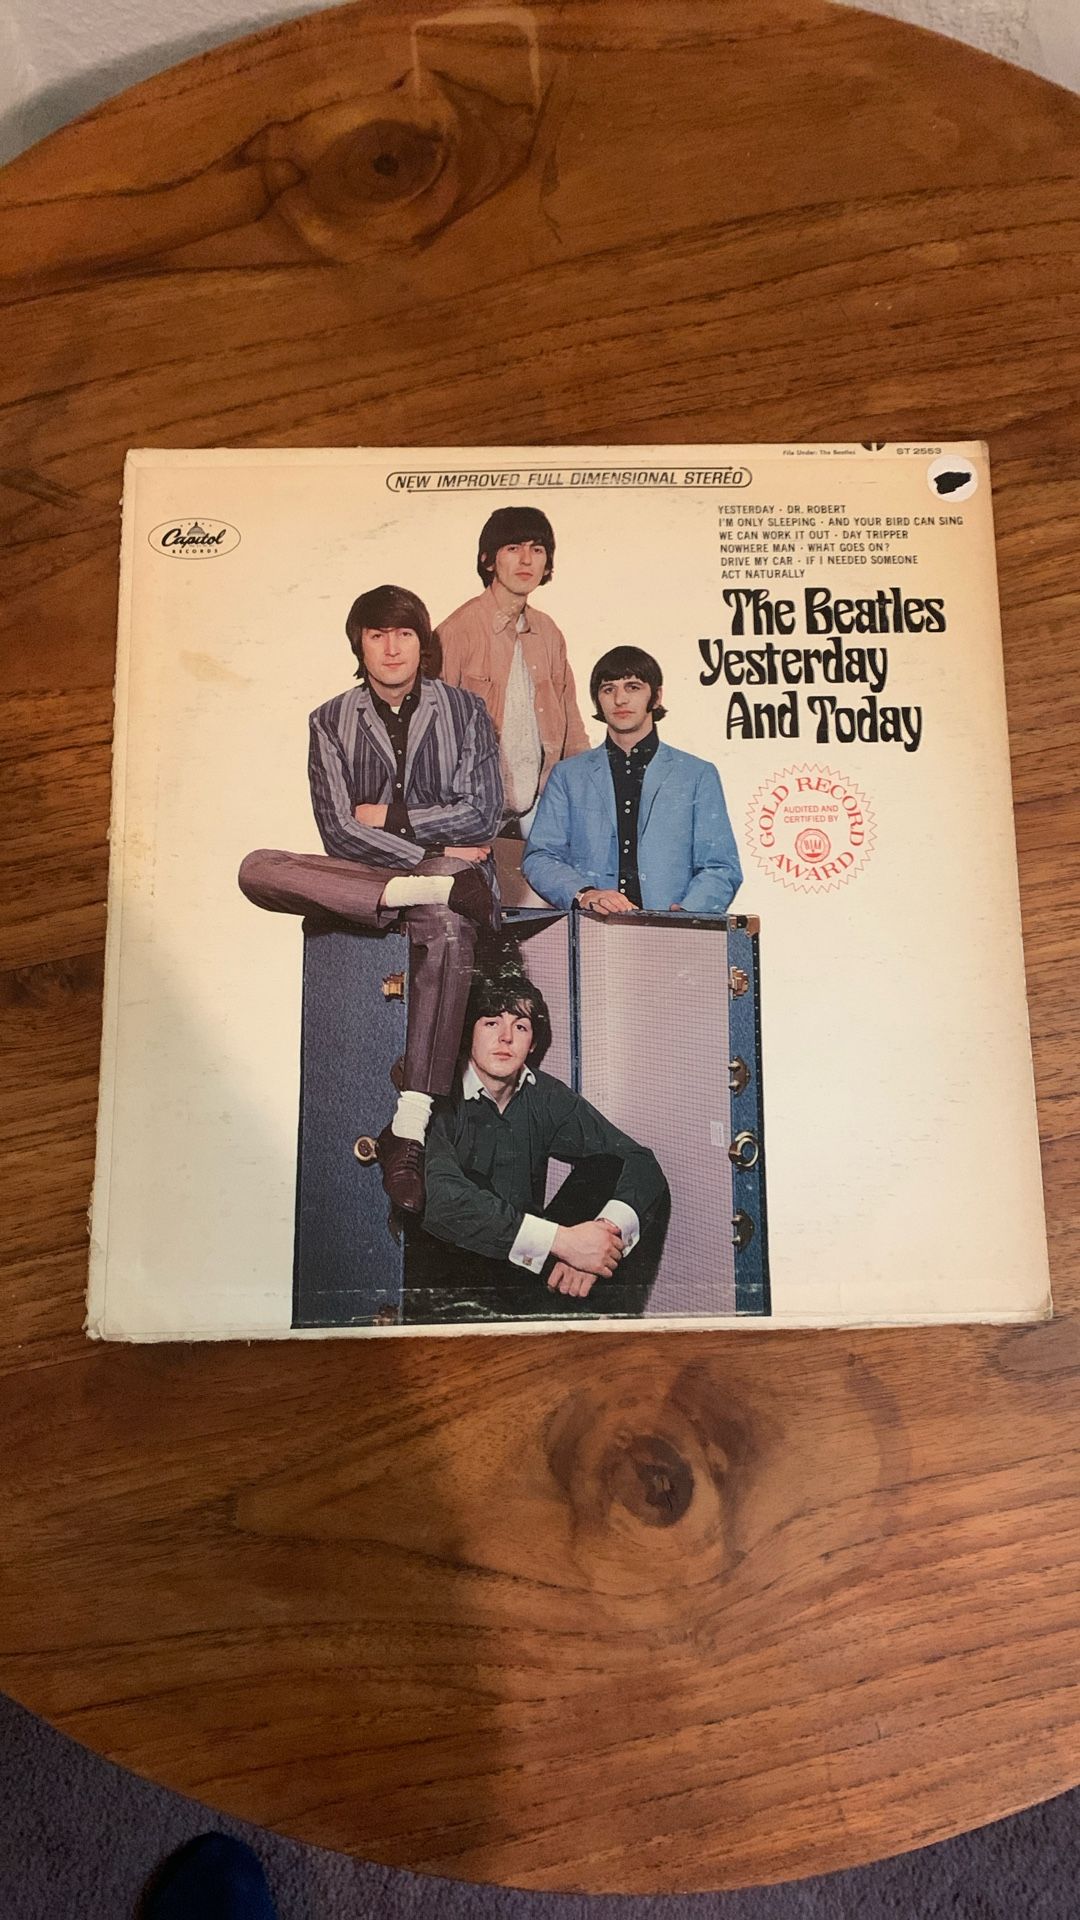 File Under: The Beatles ST 2553
NEW IMPROVED FULL DIMENSIONAL STEREO
Capitol
RECORDS
YESTERDAY · DR. ROBERT
I'M ONLY SLEEPING · AND YOUR BIRD CAN SING
WE CAN WORK IT OUT · DAY TRIPPER
NOWHERE MAN · WHAT GOES ON?
DRIVE MY CAR · IF I NEEDED SOMEONE
ACT NATURALLY
The Beatles
Yesterday
And Today
GOLD RECORD
AUDITED AND
CERTIFIED BY
RIAA
AWARD